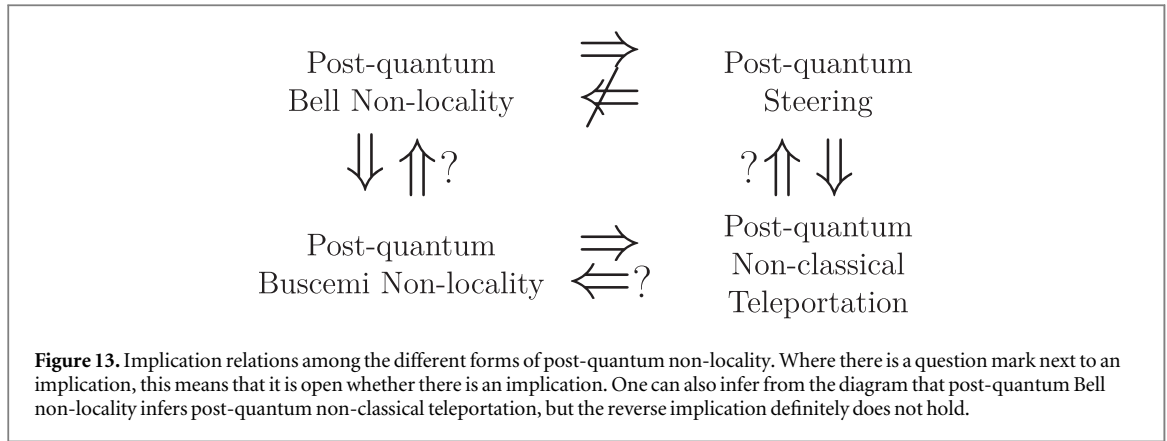 Post-quantum
Bell Non-locality
⇒
⇍
Post-quantum
Steering
⇓ ⇑?
?⇑ ⇓
Post-quantum
Buscemi Non-locality
⇒
⇐?
Post-quantum
Non-classical
Teleportation
Figure 13. Implication relations among the different forms of post-quantum non-locality. Where there is a question mark next to an
implication, this means that it is open whether there is an implication. One can also infer from the diagram that post-quantum Bell
non-locality infers post-quantum non-classical teleportation, but the reverse implication definitely does not hold.